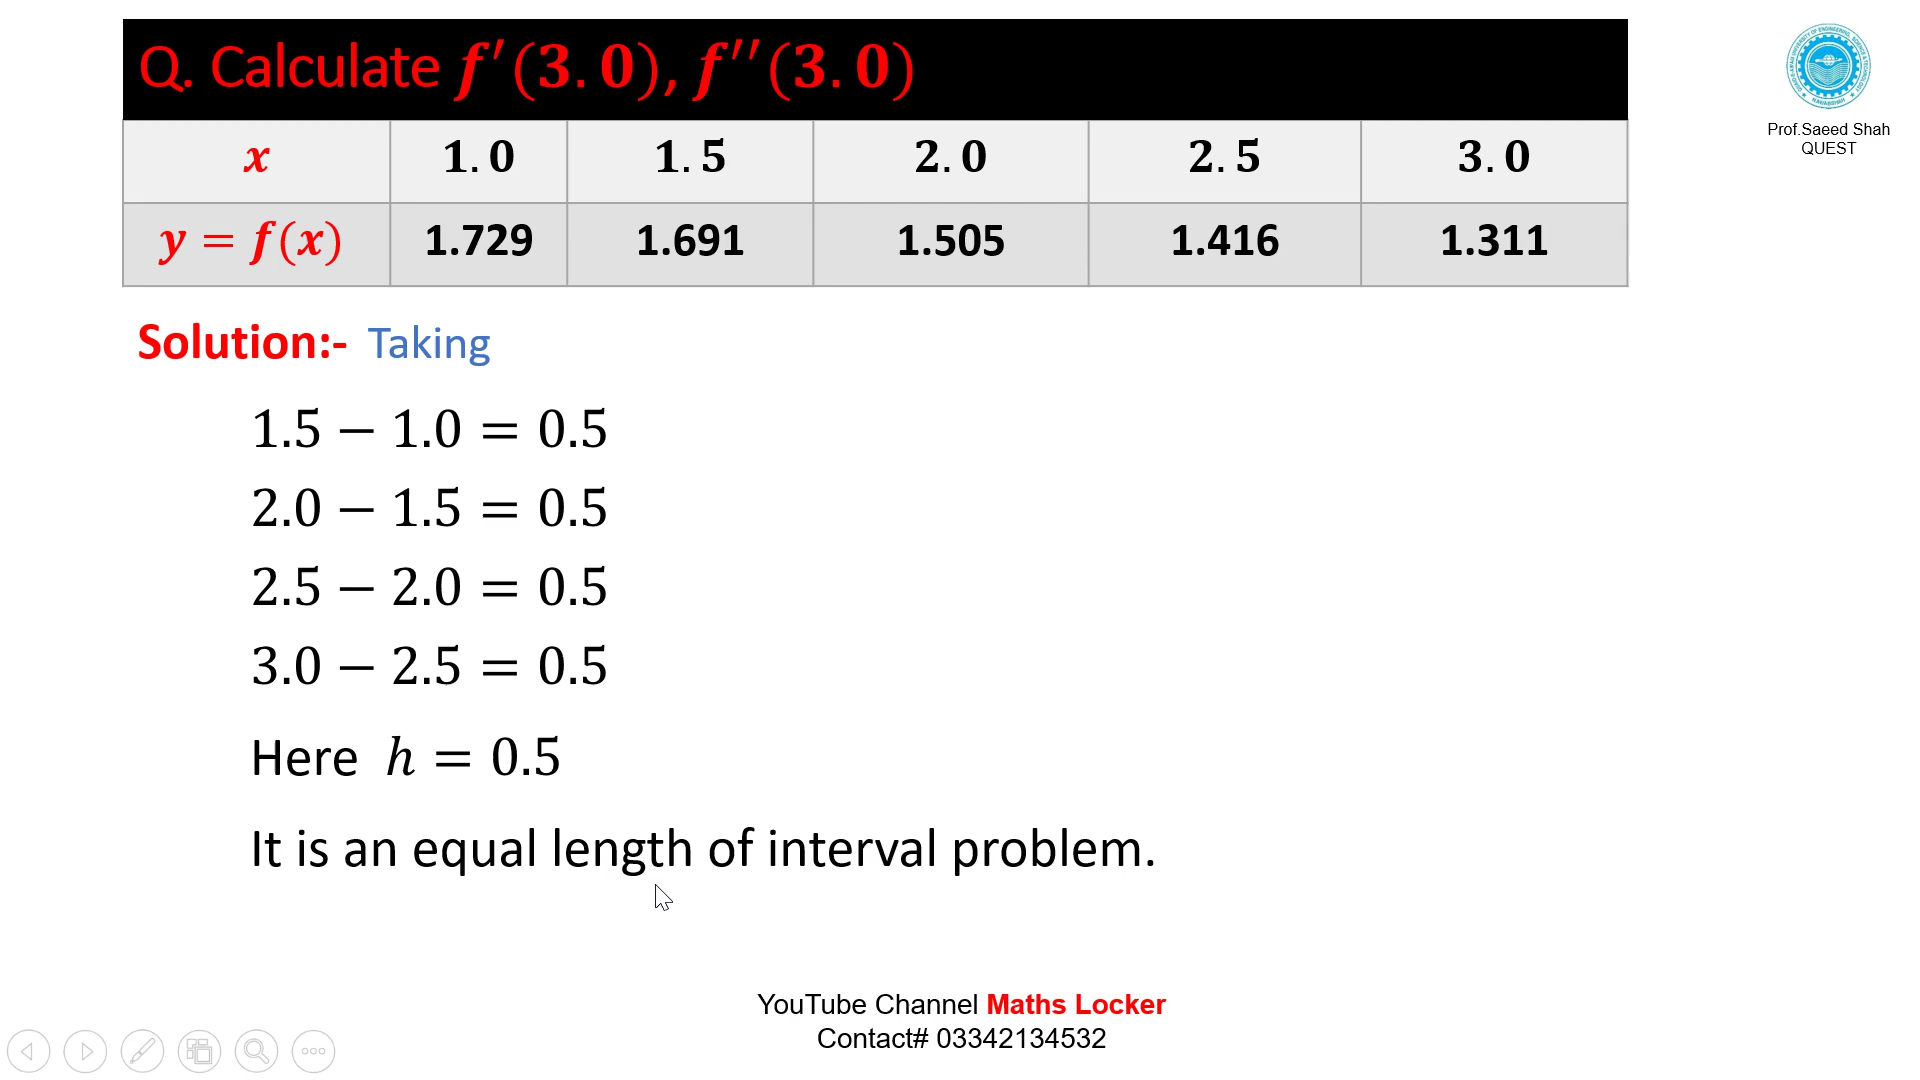 Q. Calculate f′(3.0), f′′(3.0)
Prof.Saeed Shah
QUEST
x 1.0 1.5 2.0 2.5 3.0
y = f(x) 1.729 1.691 1.505 1.416 1.311
Solution:- Taking
1.5 − 1.0 = 0.5
2.0 − 1.5 = 0.5
2.5 − 2.0 = 0.5
3.0 − 2.5 = 0.5
Here h = 0.5
It is an equal length of interval problem.
YouTube Channel Maths Locker
Contact# 03342134532